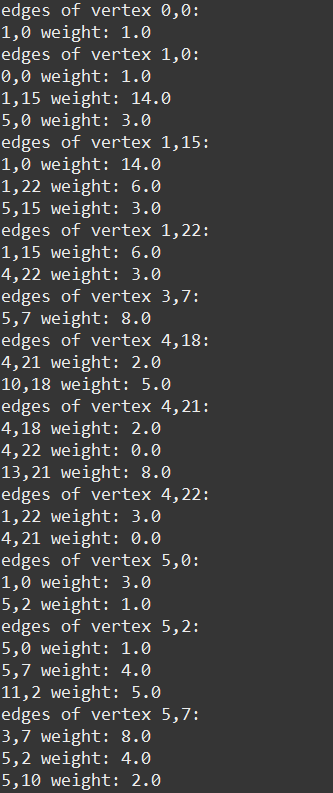 edges of vertex 0,0:
1,0 weight: 1.0
edges of vertex 1,0:
0,0 weight: 1.0
1,15 weight: 14.0
5,0 weight: 3.0
edges of vertex 1,15:
1,0 weight: 14.0
1,22 weight: 6.0
5,15 weight: 3.0
edges of vertex 1,22:
1,15 weight: 6.0
4,22 weight: 3.0
edges of vertex 3,7:
5,7 weight: 8.0
edges of vertex 4,18:
4,21 weight: 2.0
10,18 weight: 5.0
edges of vertex 4,21:
4,18 weight: 2.0
4,22 weight: 0.0
13,21 weight: 8.0
edges of vertex 4,22:
1,22 weight: 3.0
4,21 weight: 0.0
edges of vertex 5,0:
1,0 weight: 3.0
5,2 weight: 1.0
edges of vertex 5,2:
5,0 weight: 1.0
5,7 weight: 4.0
11,2 weight: 5.0
edges of vertex 5,7:
3,7 weight: 8.0
5,2 weight: 4.0
5,10 weight: 2.0